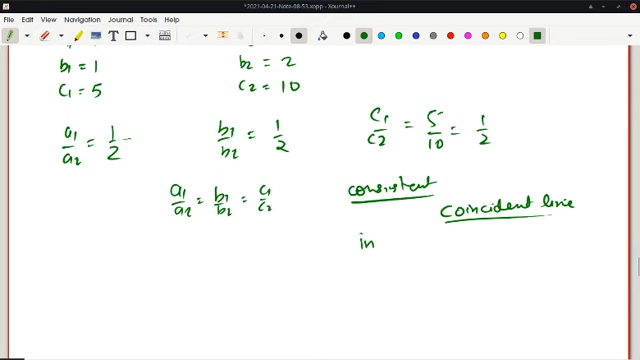 *2021-04-21-Note-08-53.xopp - Journal++
File Edit View Navigation Journal Tools Plugin Help
b1 = 1 b2 = 2
c1 = 5 c2 = 10
a1/a2 = 1/2 b1/b2 = 1/2 c1/c2 = 5/10 = 1/2
a1/a2 = b1/b2 = c1/c2 consistent
coincident line
in